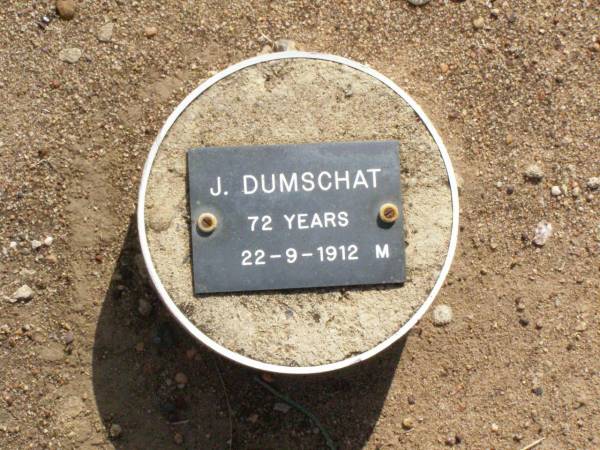 J. DUMSCHAT
72 YEARS
22-9-1912 M